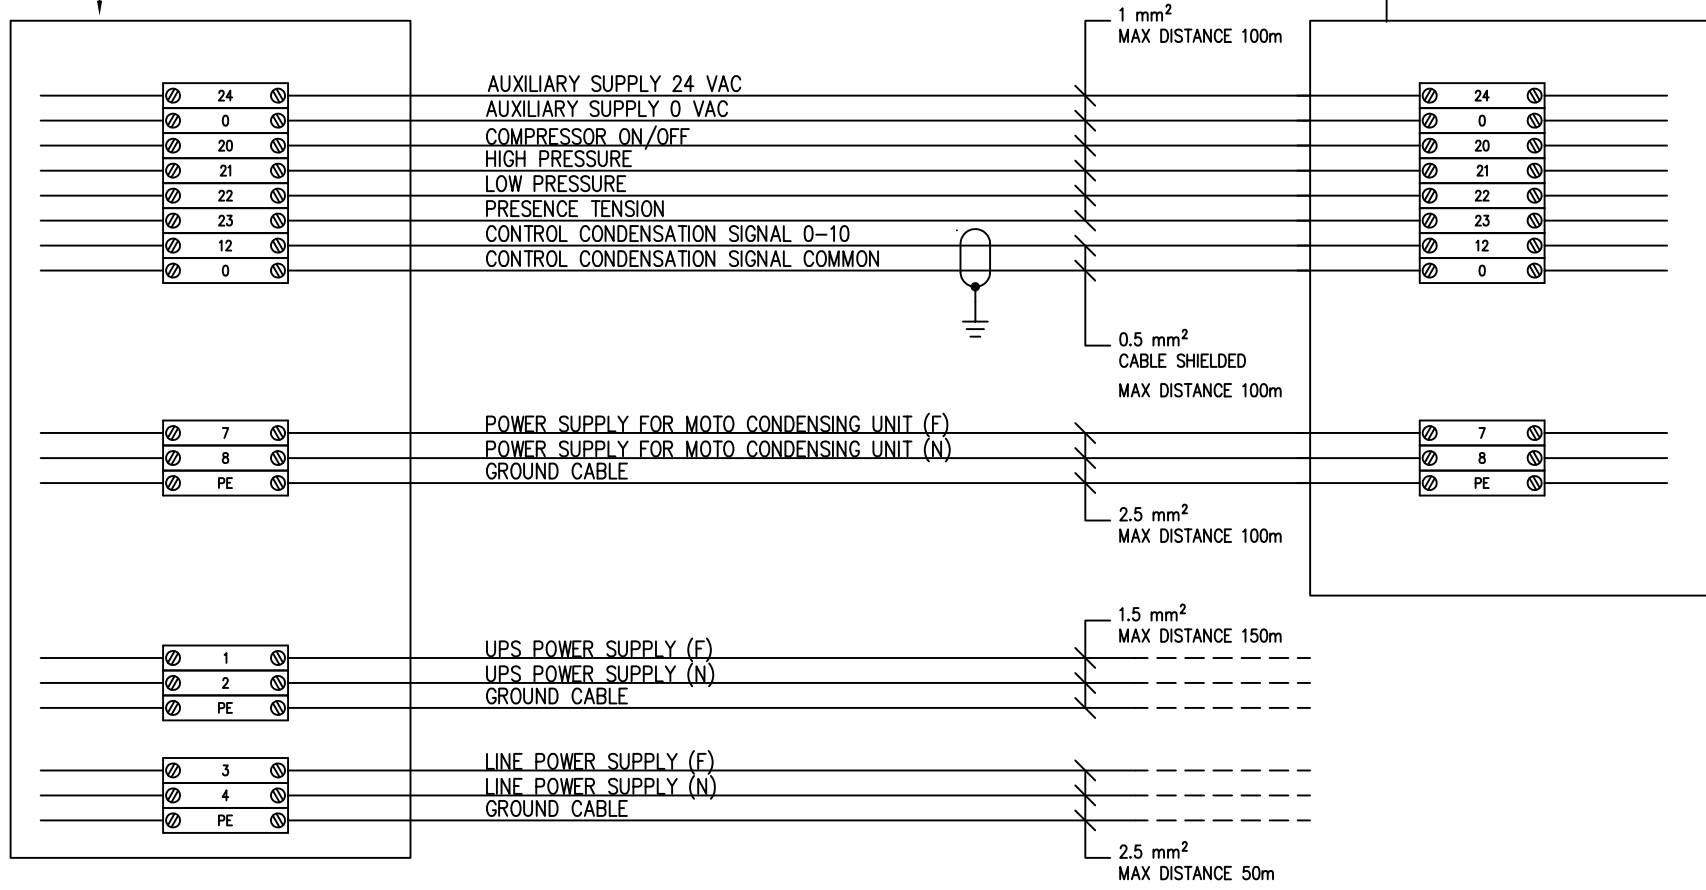 1 mm²
MAX DISTANCE 100m
24 AUXILIARY SUPPLY 24 VAC 24
0 AUXILIARY SUPPLY 0 VAC 0
20 COMPRESSOR ON/OFF 20
21 HIGH PRESSURE 21
22 LOW PRESSURE 22
23 PRESENCE TENSION 23
12 CONTROL CONDENSATION SIGNAL 0-10 12
0 CONTROL CONDENSATION SIGNAL COMMON 0
0.5 mm²
CABLE SHIELDED
MAX DISTANCE 100m
7 POWER SUPPLY FOR MOTO CONDENSING UNIT (F) 7
8 POWER SUPPLY FOR MOTO CONDENSING UNIT (N) 8
PE GROUND CABLE PE
2.5 mm²
MAX DISTANCE 100m
1.5 mm²
MAX DISTANCE 150m
1 UPS POWER SUPPLY (F)
2 UPS POWER SUPPLY (N)
PE GROUND CABLE
3 LINE POWER SUPPLY (F)
4 LINE POWER SUPPLY (N)
PE GROUND CABLE
2.5 mm²
MAX DISTANCE 50m